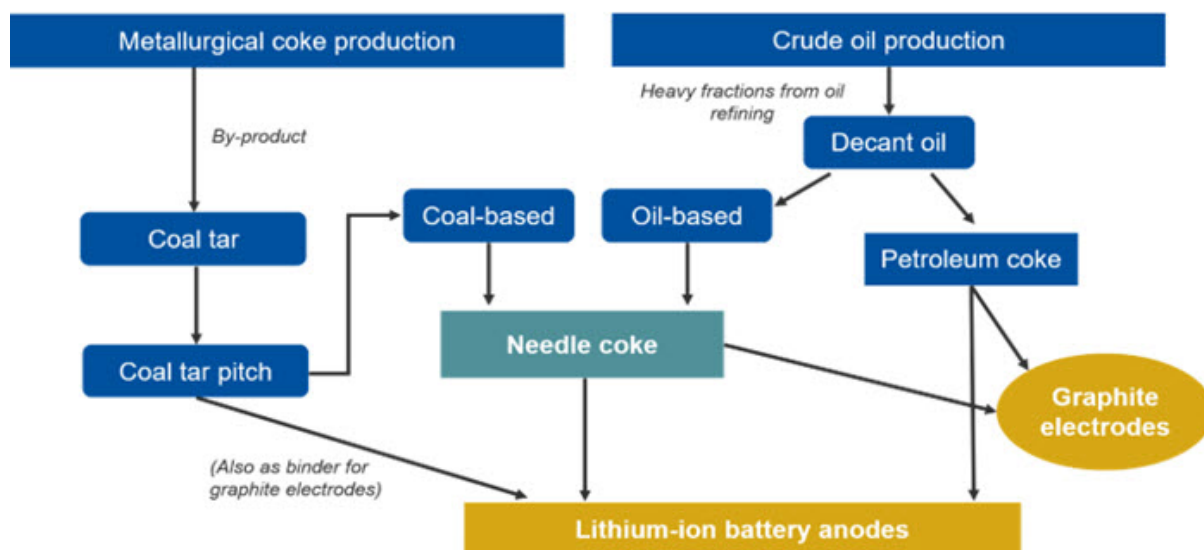 Metallurgical coke production
Crude oil production
Heavy fractions from oil
refining
By-product
Decant oil
Coal tar
Coal-based
Oil-based
Petroleum coke
Needle coke
Coal tar pitch
Graphite
electrodes
(Also as binder for
graphite electrodes)
Lithium-ion battery anodes